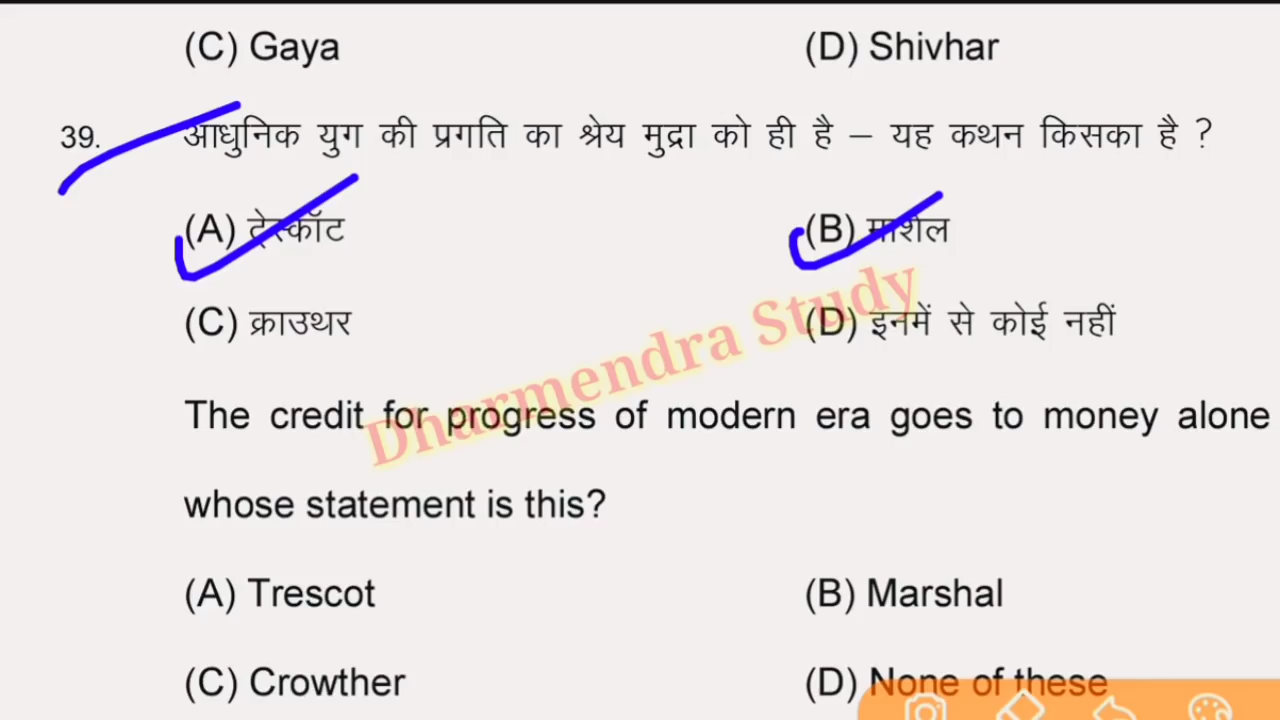 (C) Gaya (D) Shivhar
39. आधुनिक युग की प्रगति का श्रेय मुद्रा को ही है – यह कथन किसका है ?
(A) ट्रेस्कॉट (B) मार्शल
(C) क्राउथर (D) इनमें से कोई नहीं
Dharmendra Study
The credit for progress of modern era goes to money alone
whose statement is this?
(A) Trescot (B) Marshal
(C) Crowther (D) None of these